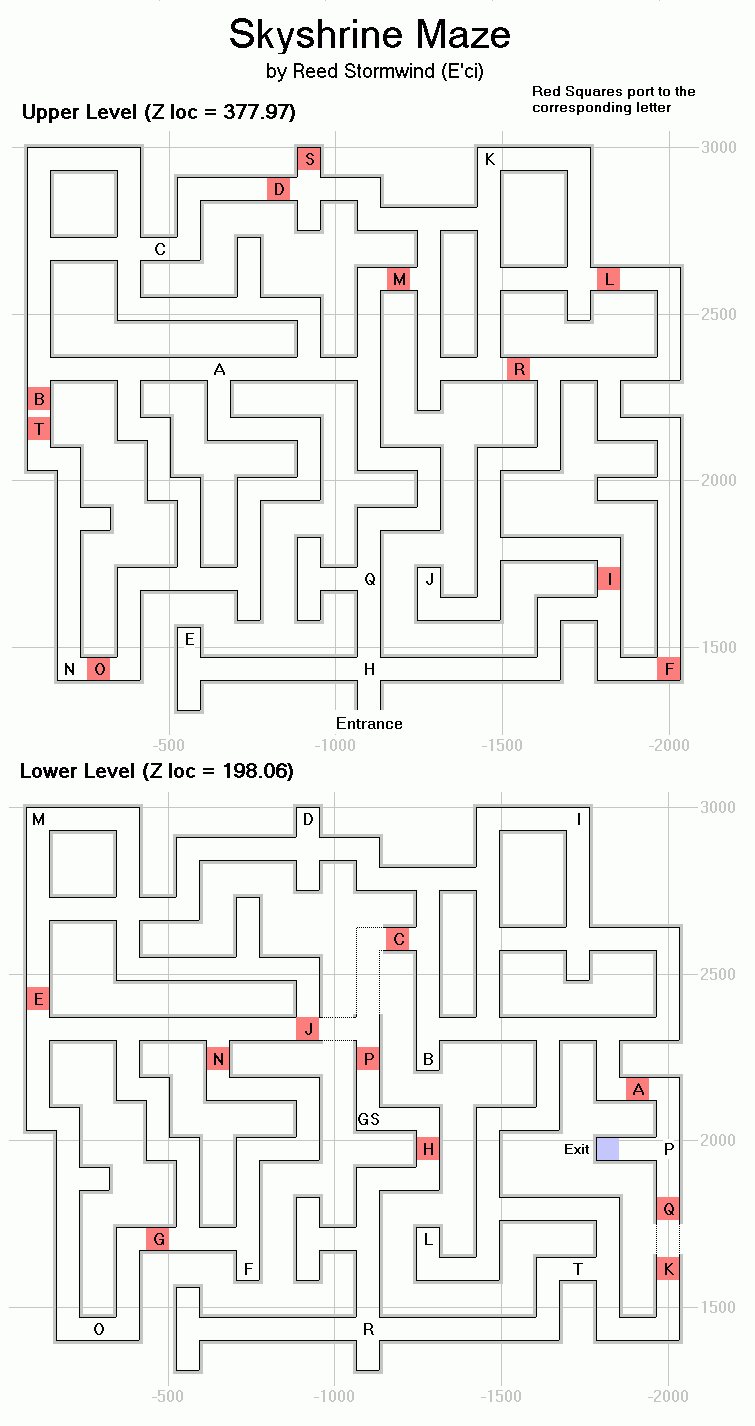 Skyshrine Maze
by Reed Stormwind (E'ci)
Red Squares port to the
corresponding letter
Upper Level (Z loc = 377.97)
S
K
3000
D
C
M
L
2500
A
R
B
T
2000
Q
J
I
E
N
O
H
F
1500
Entrance
-500
-1000
-1500
-2000
Lower Level (Z loc = 198.06)
M
D
I
3000
C
2500
E
J
N
P
B
A
GS
H
Exit
P
2000
Q
G
L
F
T
K
O
R
1500
-500
-1000
-1500
-2000